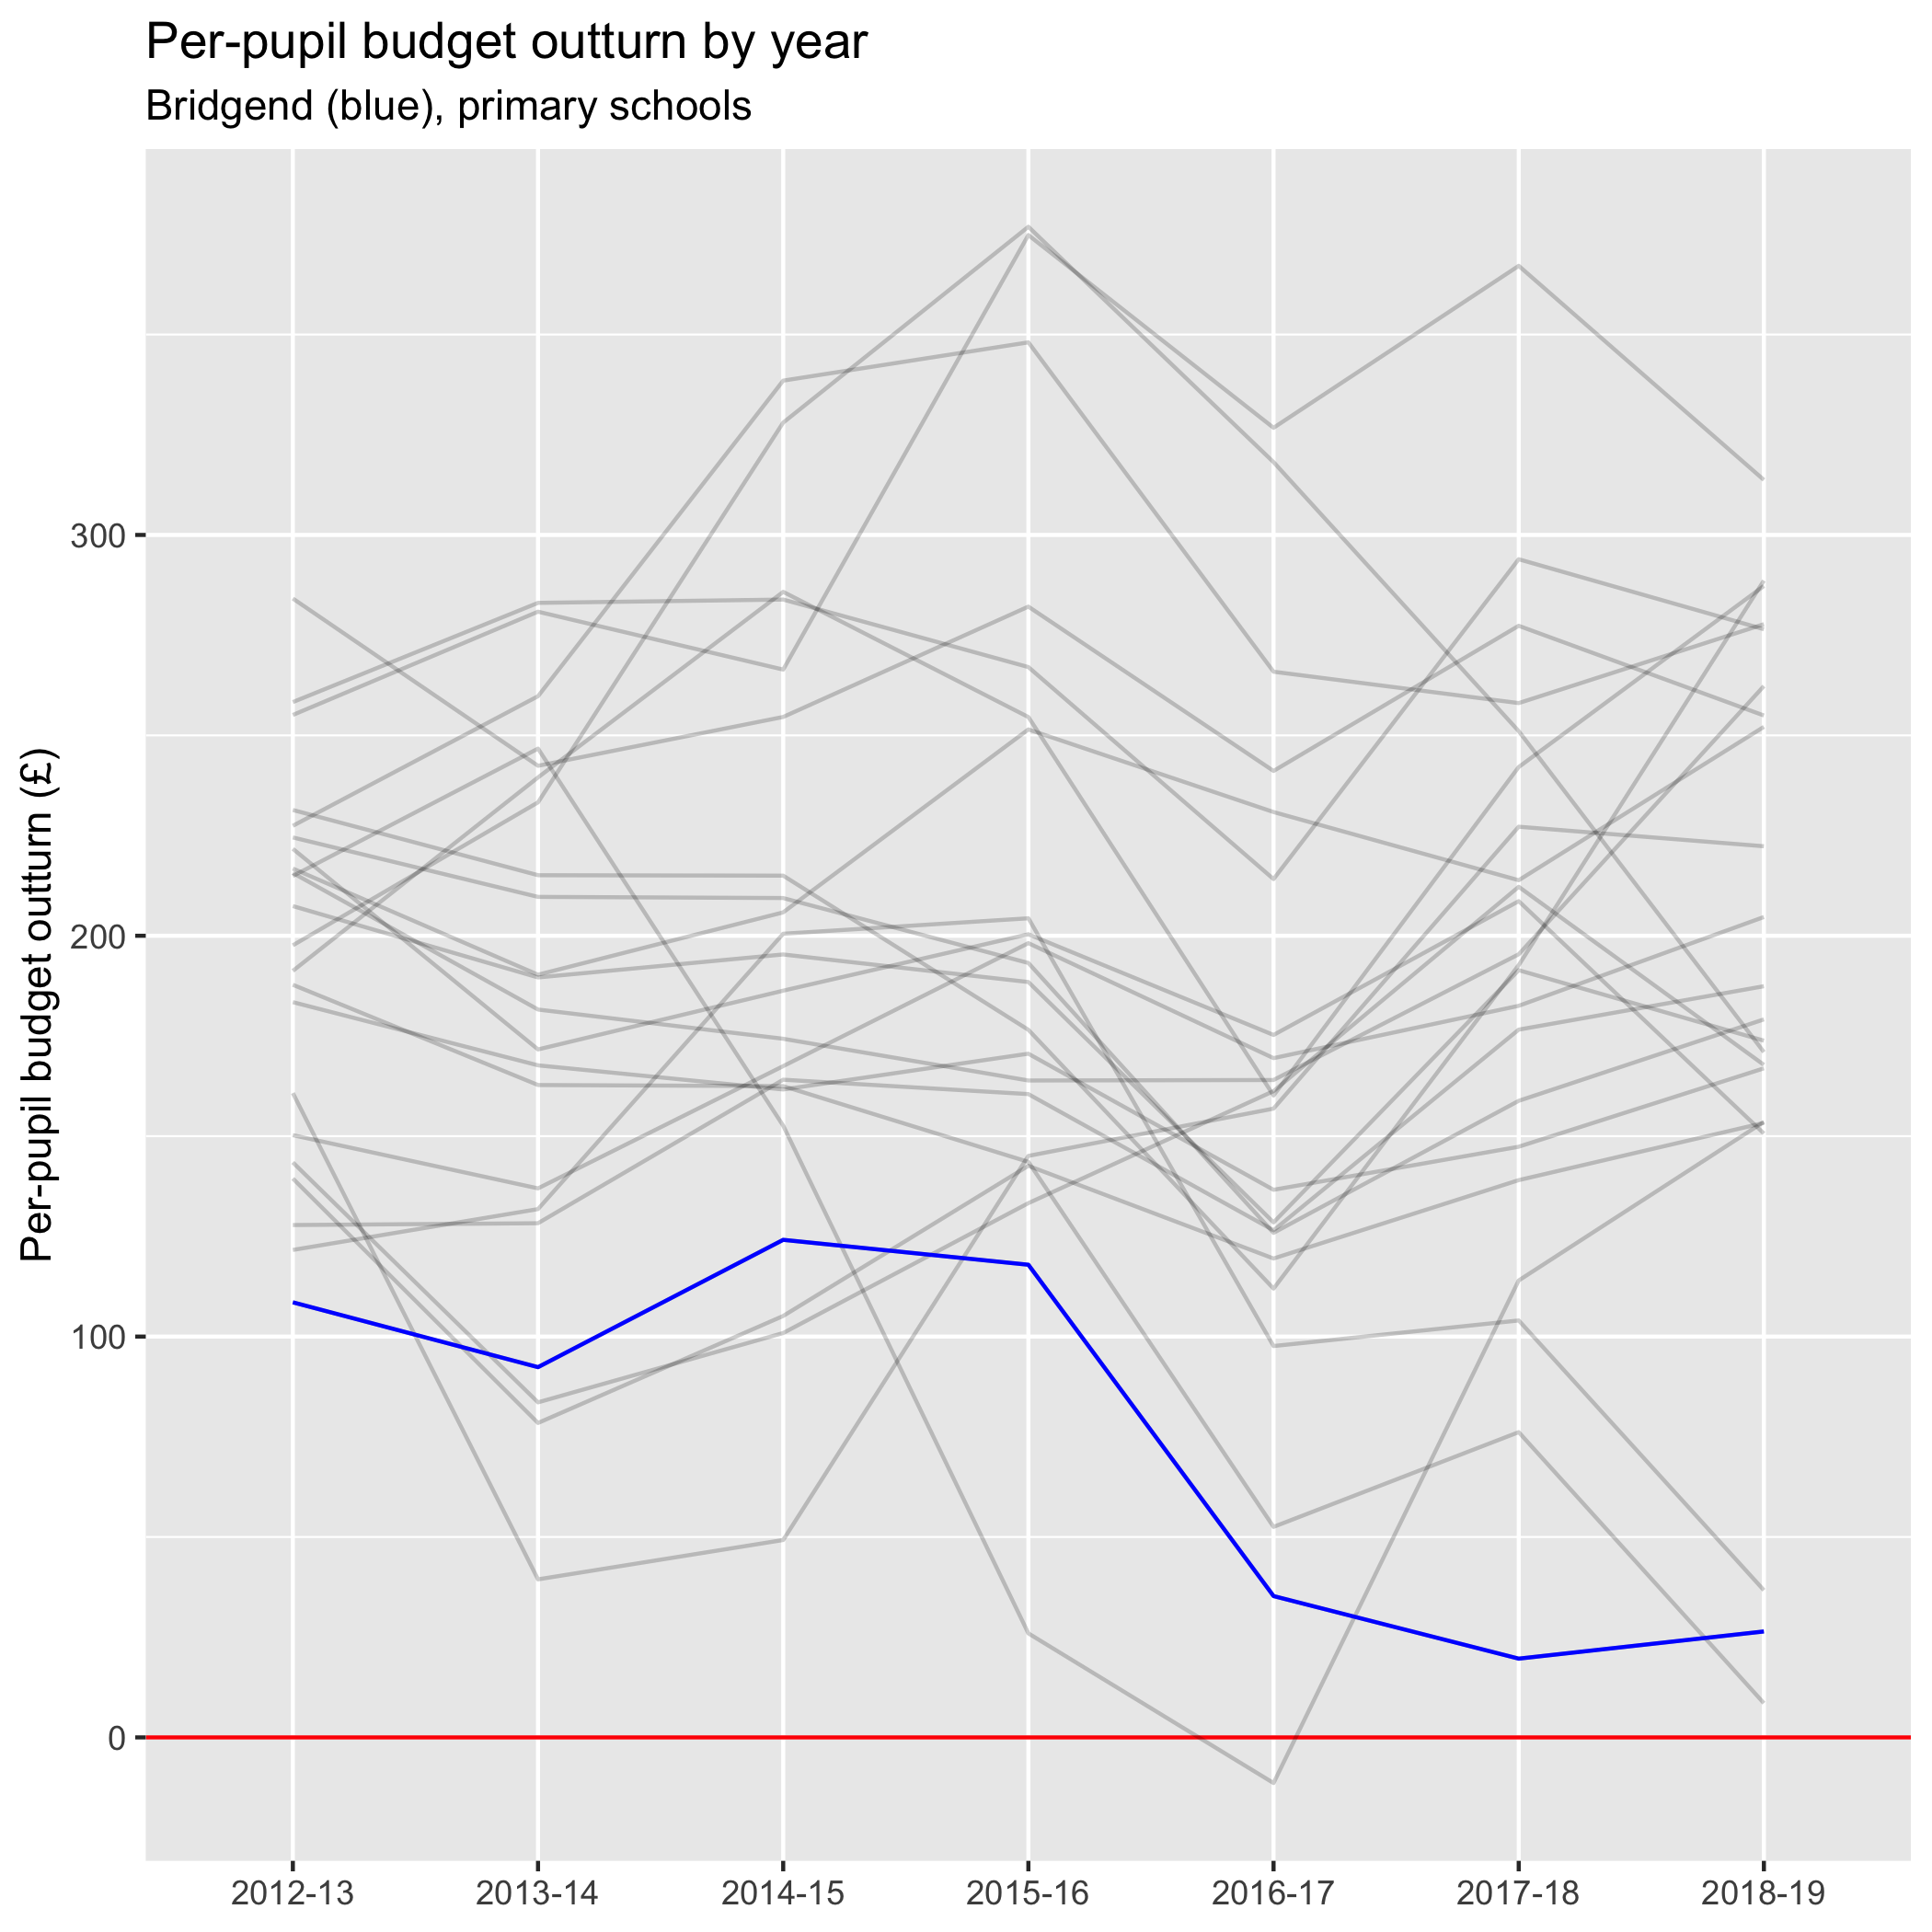 Per-pupil budget outturn by year
Bridgend (blue), primary schools
Per-pupil budget outturn (£)
300
200
100
0
2012-13 2013-14 2014-15 2015-16 2016-17 2017-18 2018-19